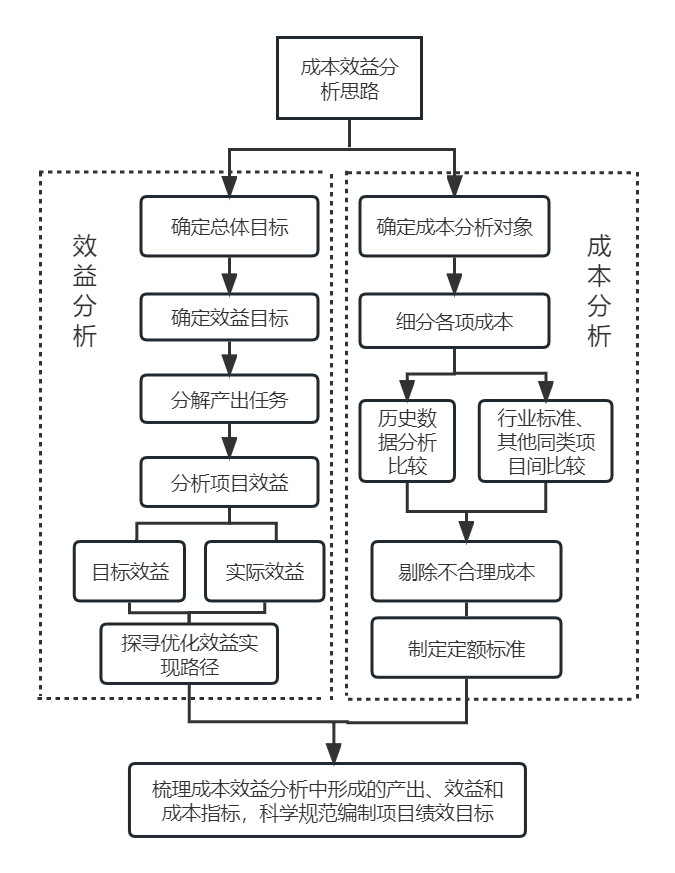 成本效益分
析思路
效
益
分
析
确定总体目标
确定效益目标
分解产出任务
分析项目效益
目标效益
实际效益
探寻优化效益实
现路径
成
本
分
析
确定成本分析对象
细分各项成本
历史数
据分析
比较
行业标准、
其他同类项
目间比较
剔除不合理成本
制定定额标准
梳理成本效益分析中形成的产出、效益和
成本指标，科学规范编制项目绩效目标